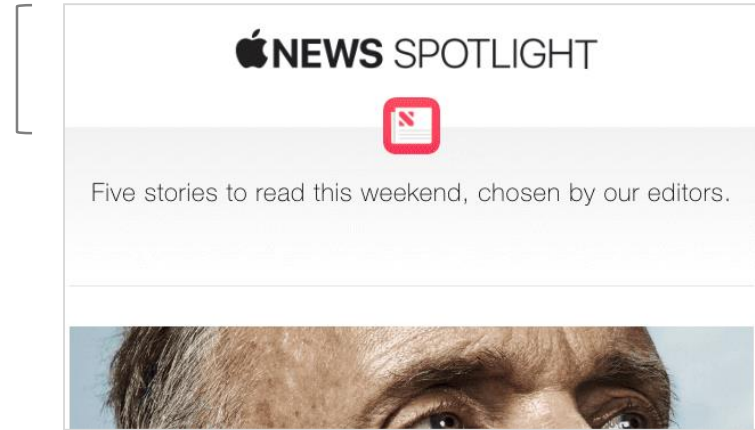 NEWS SPOTLIGHT
Five stories to read this weekend, chosen by our editors.